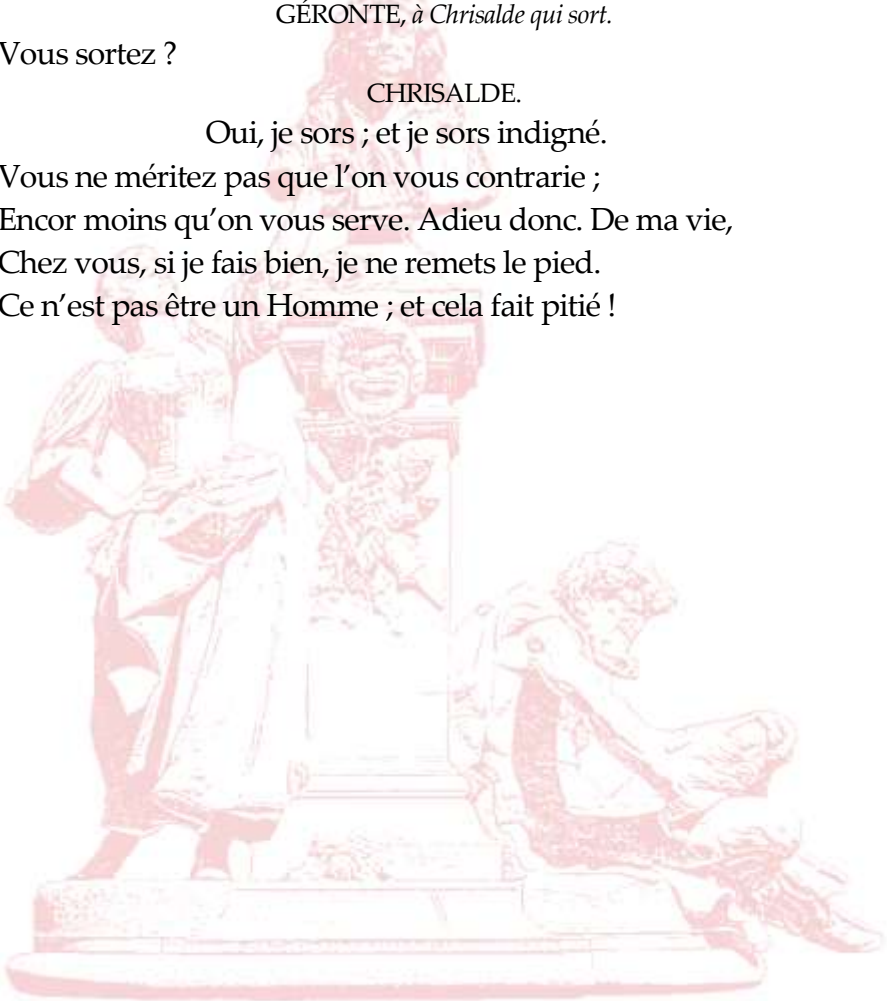 GÉRONTE, à Chrisalde qui sort.
Vous sortez ?
CHRISALDE.
Oui, je sors ; et je sors indigné.
Vous ne méritez pas que l’on vous contrarie ;
Encor moins qu’on vous serve. Adieu donc. De ma vie,
Chez vous, si je fais bien, je ne remets le pied.
Ce n’est pas être un Homme ; et cela fait pitié !